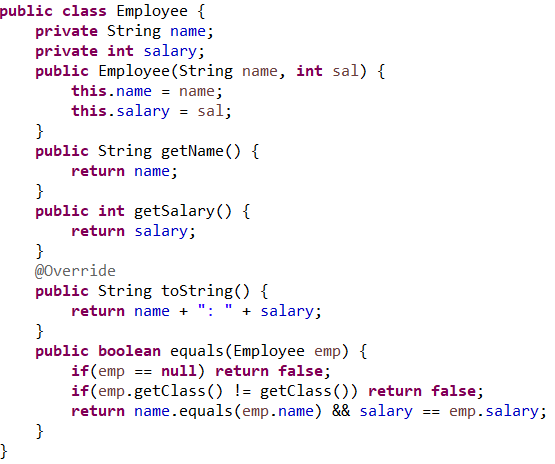 public class Employee {
    private String name;
    private int salary;
    public Employee(String name, int sal) {
        this.name = name;
        this.salary = sal;
    }
    public String getName() {
        return name;
    }
    public int getSalary() {
        return salary;
    }
    @Override
    public String toString() {
        return name + ": " + salary;
    }
    public boolean equals(Employee emp) {
        if(emp == null) return false;
        if(emp.getClass() != getClass()) return false;
        return name.equals(emp.name) && salary == emp.salary;
    }
}